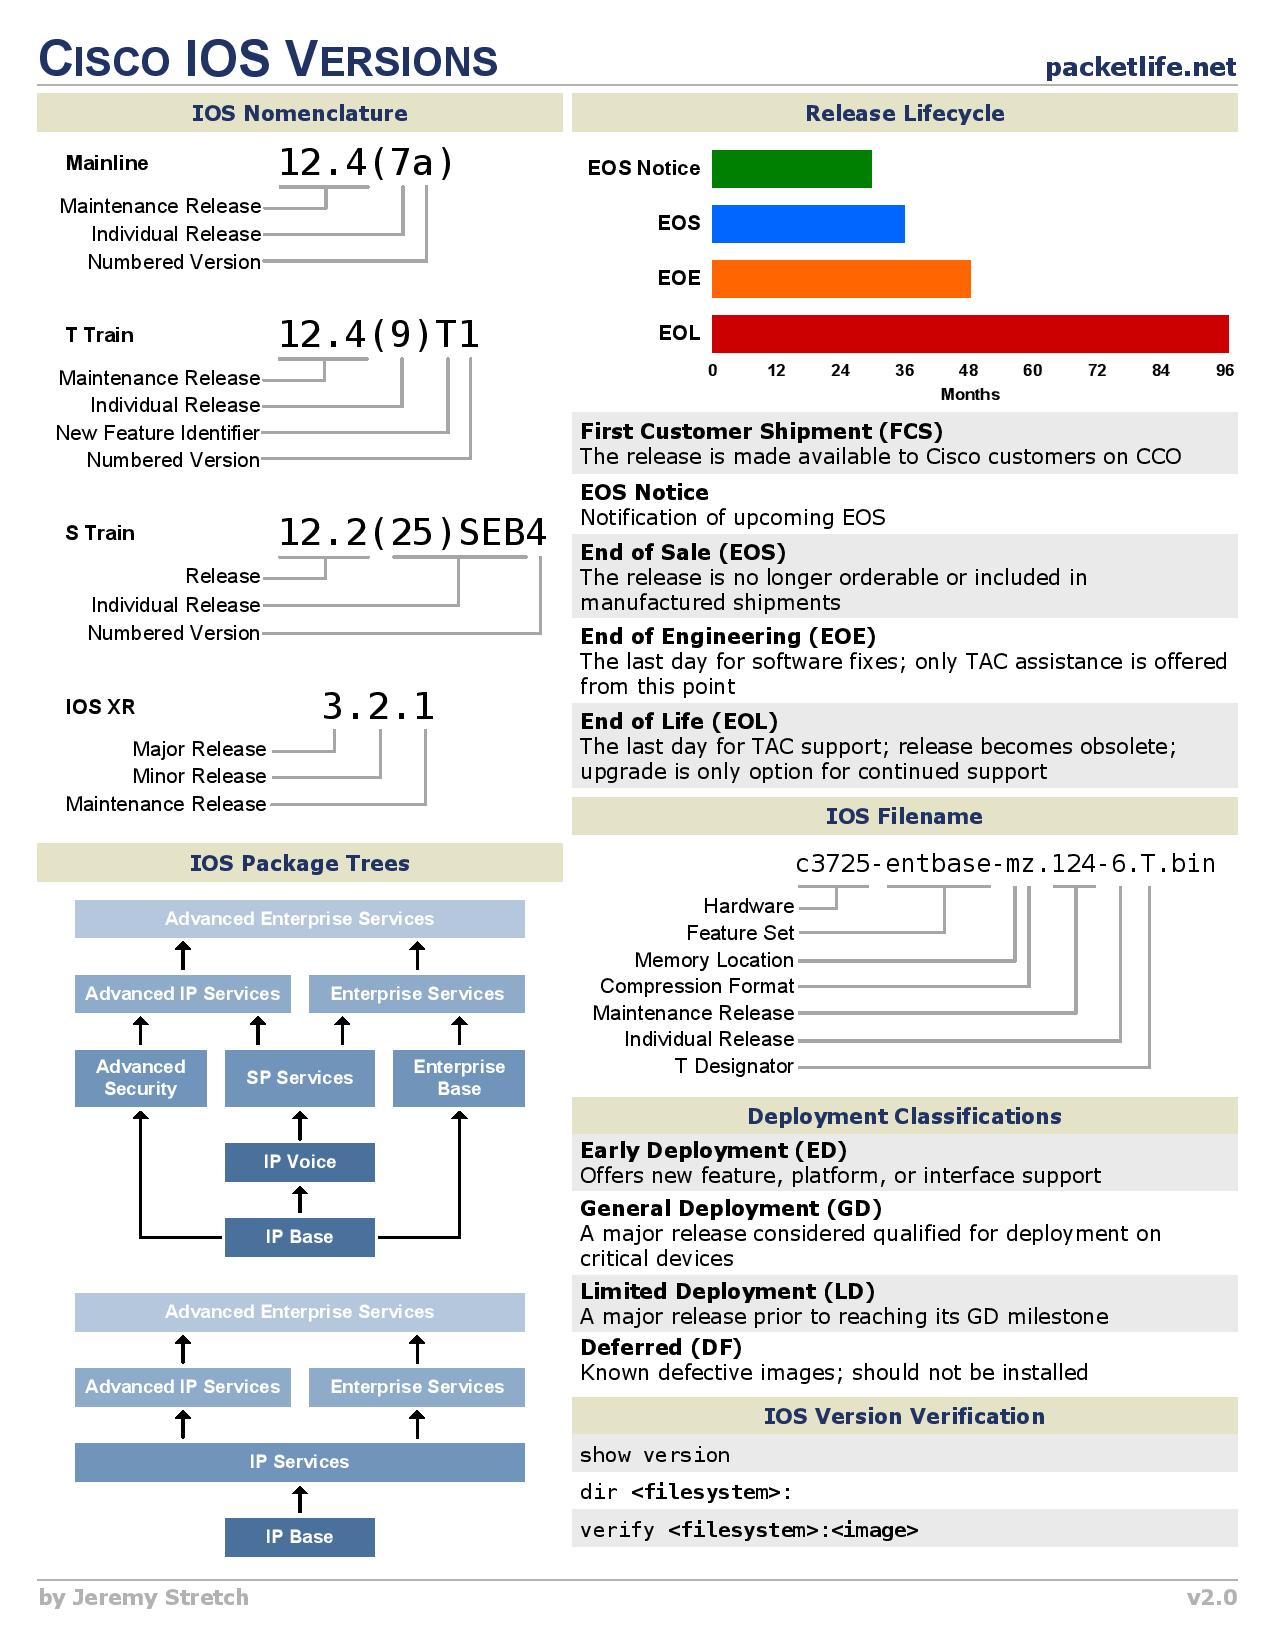 CISCO IOS VERSIONS
packetlife.net
IOS Nomenclature
Mainline
12.4(7a)
Maintenance Release
Individual Release
Numbered Version
T Train
12.4(9)T1
Maintenance Release
Individual Release
New Feature Identifier
Numbered Version
S Train
12.2(25)SEB4
Release
Individual Release
Numbered Version
IOS XR
3.2.1
Major Release
Minor Release
Maintenance Release
IOS Package Trees
Advanced Enterprise Services
Advanced IP Services
Enterprise Services
Advanced
Security
SP Services
Enterprise
Base
IP Voice
IP Base
Advanced Enterprise Services
Advanced IP Services
Enterprise Services
IP Services
IP Base
Release Lifecycle
EOS Notice
EOS
EOE
EOL
0 12 24 36 48 60 72 84 96
Months
First Customer Shipment (FCS)
The release is made available to Cisco customers on CCO
EOS Notice
Notification of upcoming EOS
End of Sale (EOS)
The release is no longer orderable or included in
manufactured shipments
End of Engineering (EOE)
The last day for software fixes; only TAC assistance is offered
from this point
End of Life (EOL)
The last day for TAC support; release becomes obsolete;
upgrade is only option for continued support
IOS Filename
c3725-entbase-mz.124-6.T.bin
Hardware
Feature Set
Memory Location
Compression Format
Maintenance Release
Individual Release
T Designator
Deployment Classifications
Early Deployment (ED)
Offers new feature, platform, or interface support
General Deployment (GD)
A major release considered qualified for deployment on
critical devices
Limited Deployment (LD)
A major release prior to reaching its GD milestone
Deferred (DF)
Known defective images; should not be installed
IOS Version Verification
show version
dir <filesystem>:
verify <filesystem>:<image>
by Jeremy Stretch
v2.0